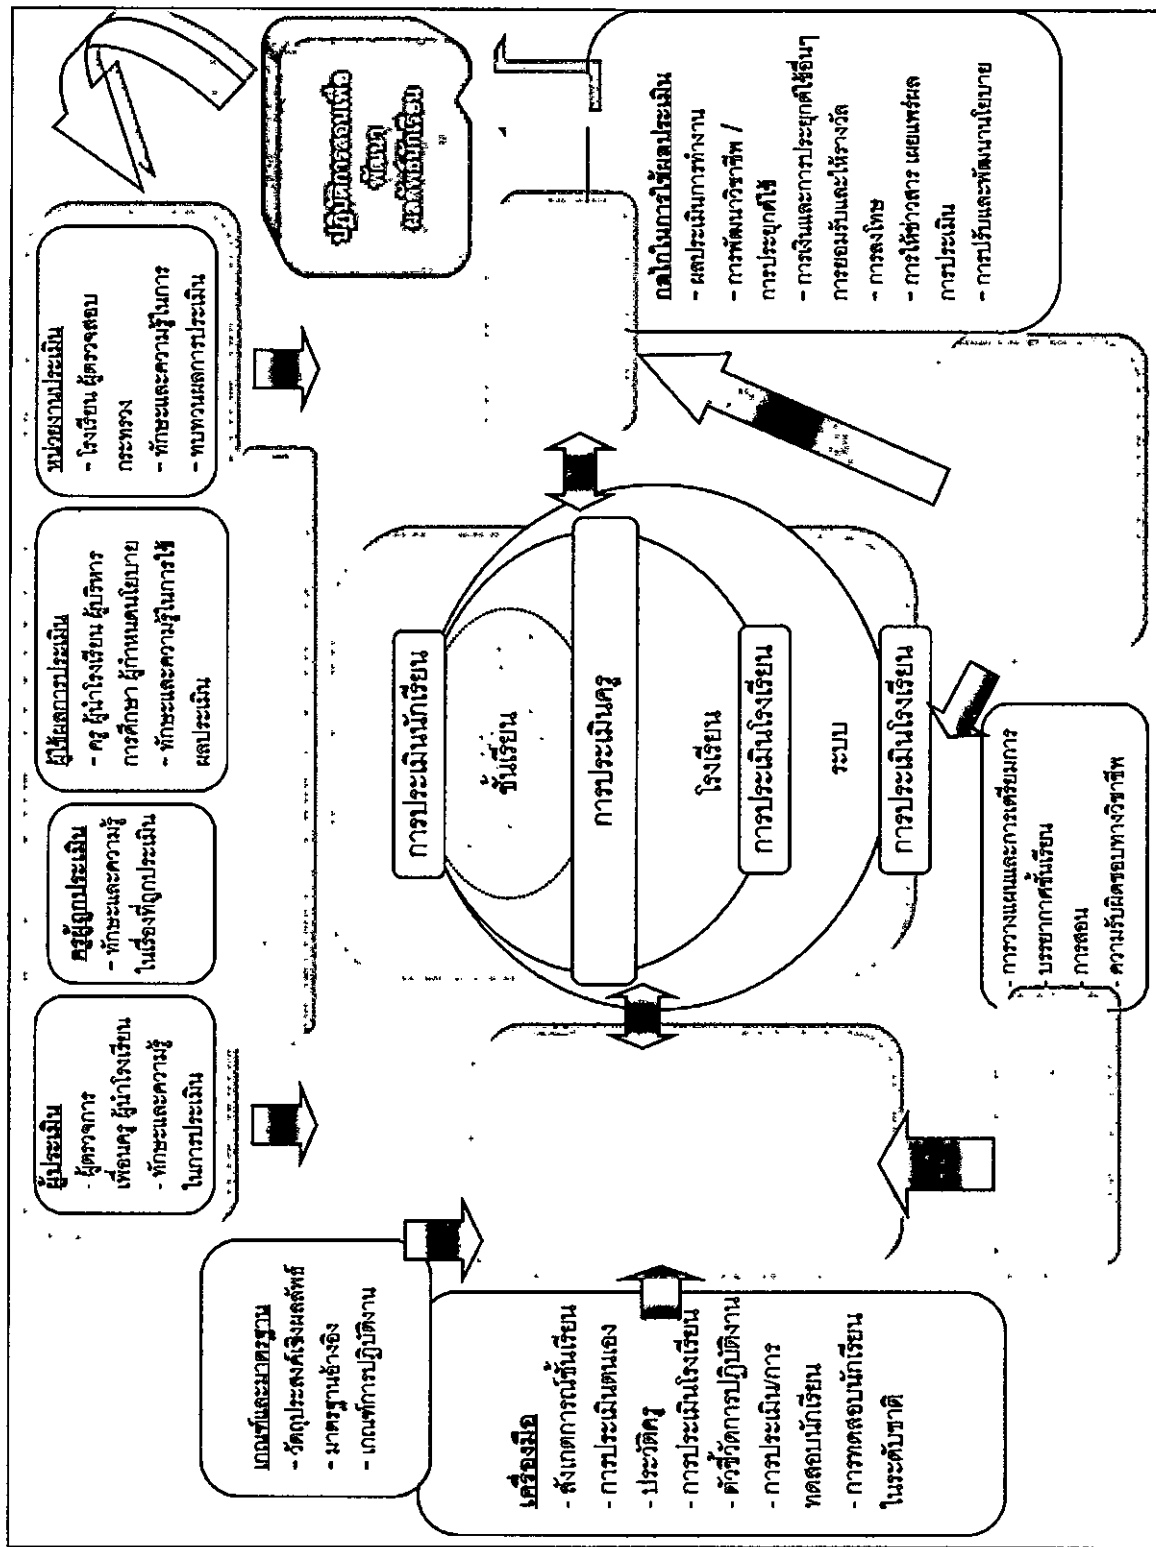 ผู้ประเมิน
- ผู้ตรวจการ
เพื่อนครู ผู้นำโรงเรียน
- ทักษะและความรู้
ในการประเมิน
ครูผู้ถูกประเมิน
- ทักษะและความรู้
ในเรื่องที่ถูกประเมิน
ผู้ใช้ผลการประเมิน
- ครู ผู้นำโรงเรียน ผู้บริหาร
การศึกษา ผู้กำหนดนโยบาย
- ทักษะและความรู้ในการใช้
ผลประเมิน
หน่วยงานประเมิน
- โรงเรียน ผู้ตรวจสอบ
กระทรวง
- ทักษะและความรู้ในการ
- ทบทวนผลการประเมิน
เกณฑ์และมาตรฐาน
- วัตถุประสงค์เชิงผลลัพธ์
- มาตรฐานอ้างอิง
- เกณฑ์การปฏิบัติงาน
เครื่องมือ
- สังเกตการณ์ชั้นเรียน
- การประเมินตนเอง
- ประวัติครู
- การประเมินโรงเรียน
- ตัวชี้วัดการปฏิบัติงาน
- การประเมิน/การ
ทดสอบนักเรียน
- การทดสอบนักเรียน
ในระดับชาติ
การประเมินนักเรียน
ชั้นเรียน
การประเมินครู
โรงเรียน
การประเมินโรงเรียน
ระบบ
การประเมินโรงเรียน
- การวางแผนและการเตรียมการ
- บรรยากาศชั้นเรียน
- การสอน
- ความรับผิดชอบทางวิชาชีพ
ปฏิบัติการสอนเพื่อ
พัฒนา
ผลลัพธ์นักเรียน
กลไกในการใช้ผลประเมิน
- ผลประเมินการทำงาน
- การพัฒนาวิชาชีพ /
การประยุกต์ใช้
- การเงินและการประยุกต์ใช้อื่นๆ
การยอมรับและให้รางวัล
- การลงโทษ
- การให้ข่าวสาร เผยแพร่ผล
การประเมิน
- การปรับและพัฒนานโยบาย